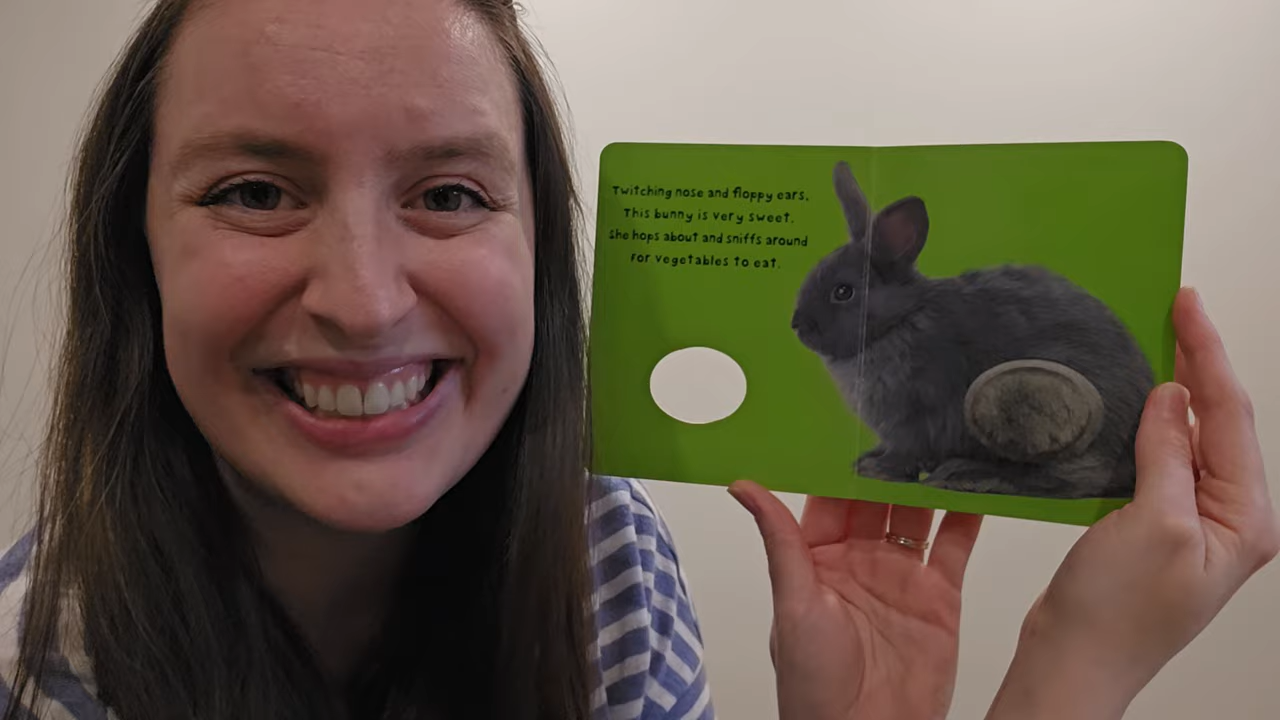 Twitching nose and floppy ears,
This bunny is very sweet.
She hops about and sniffs around
For vegetables to eat.